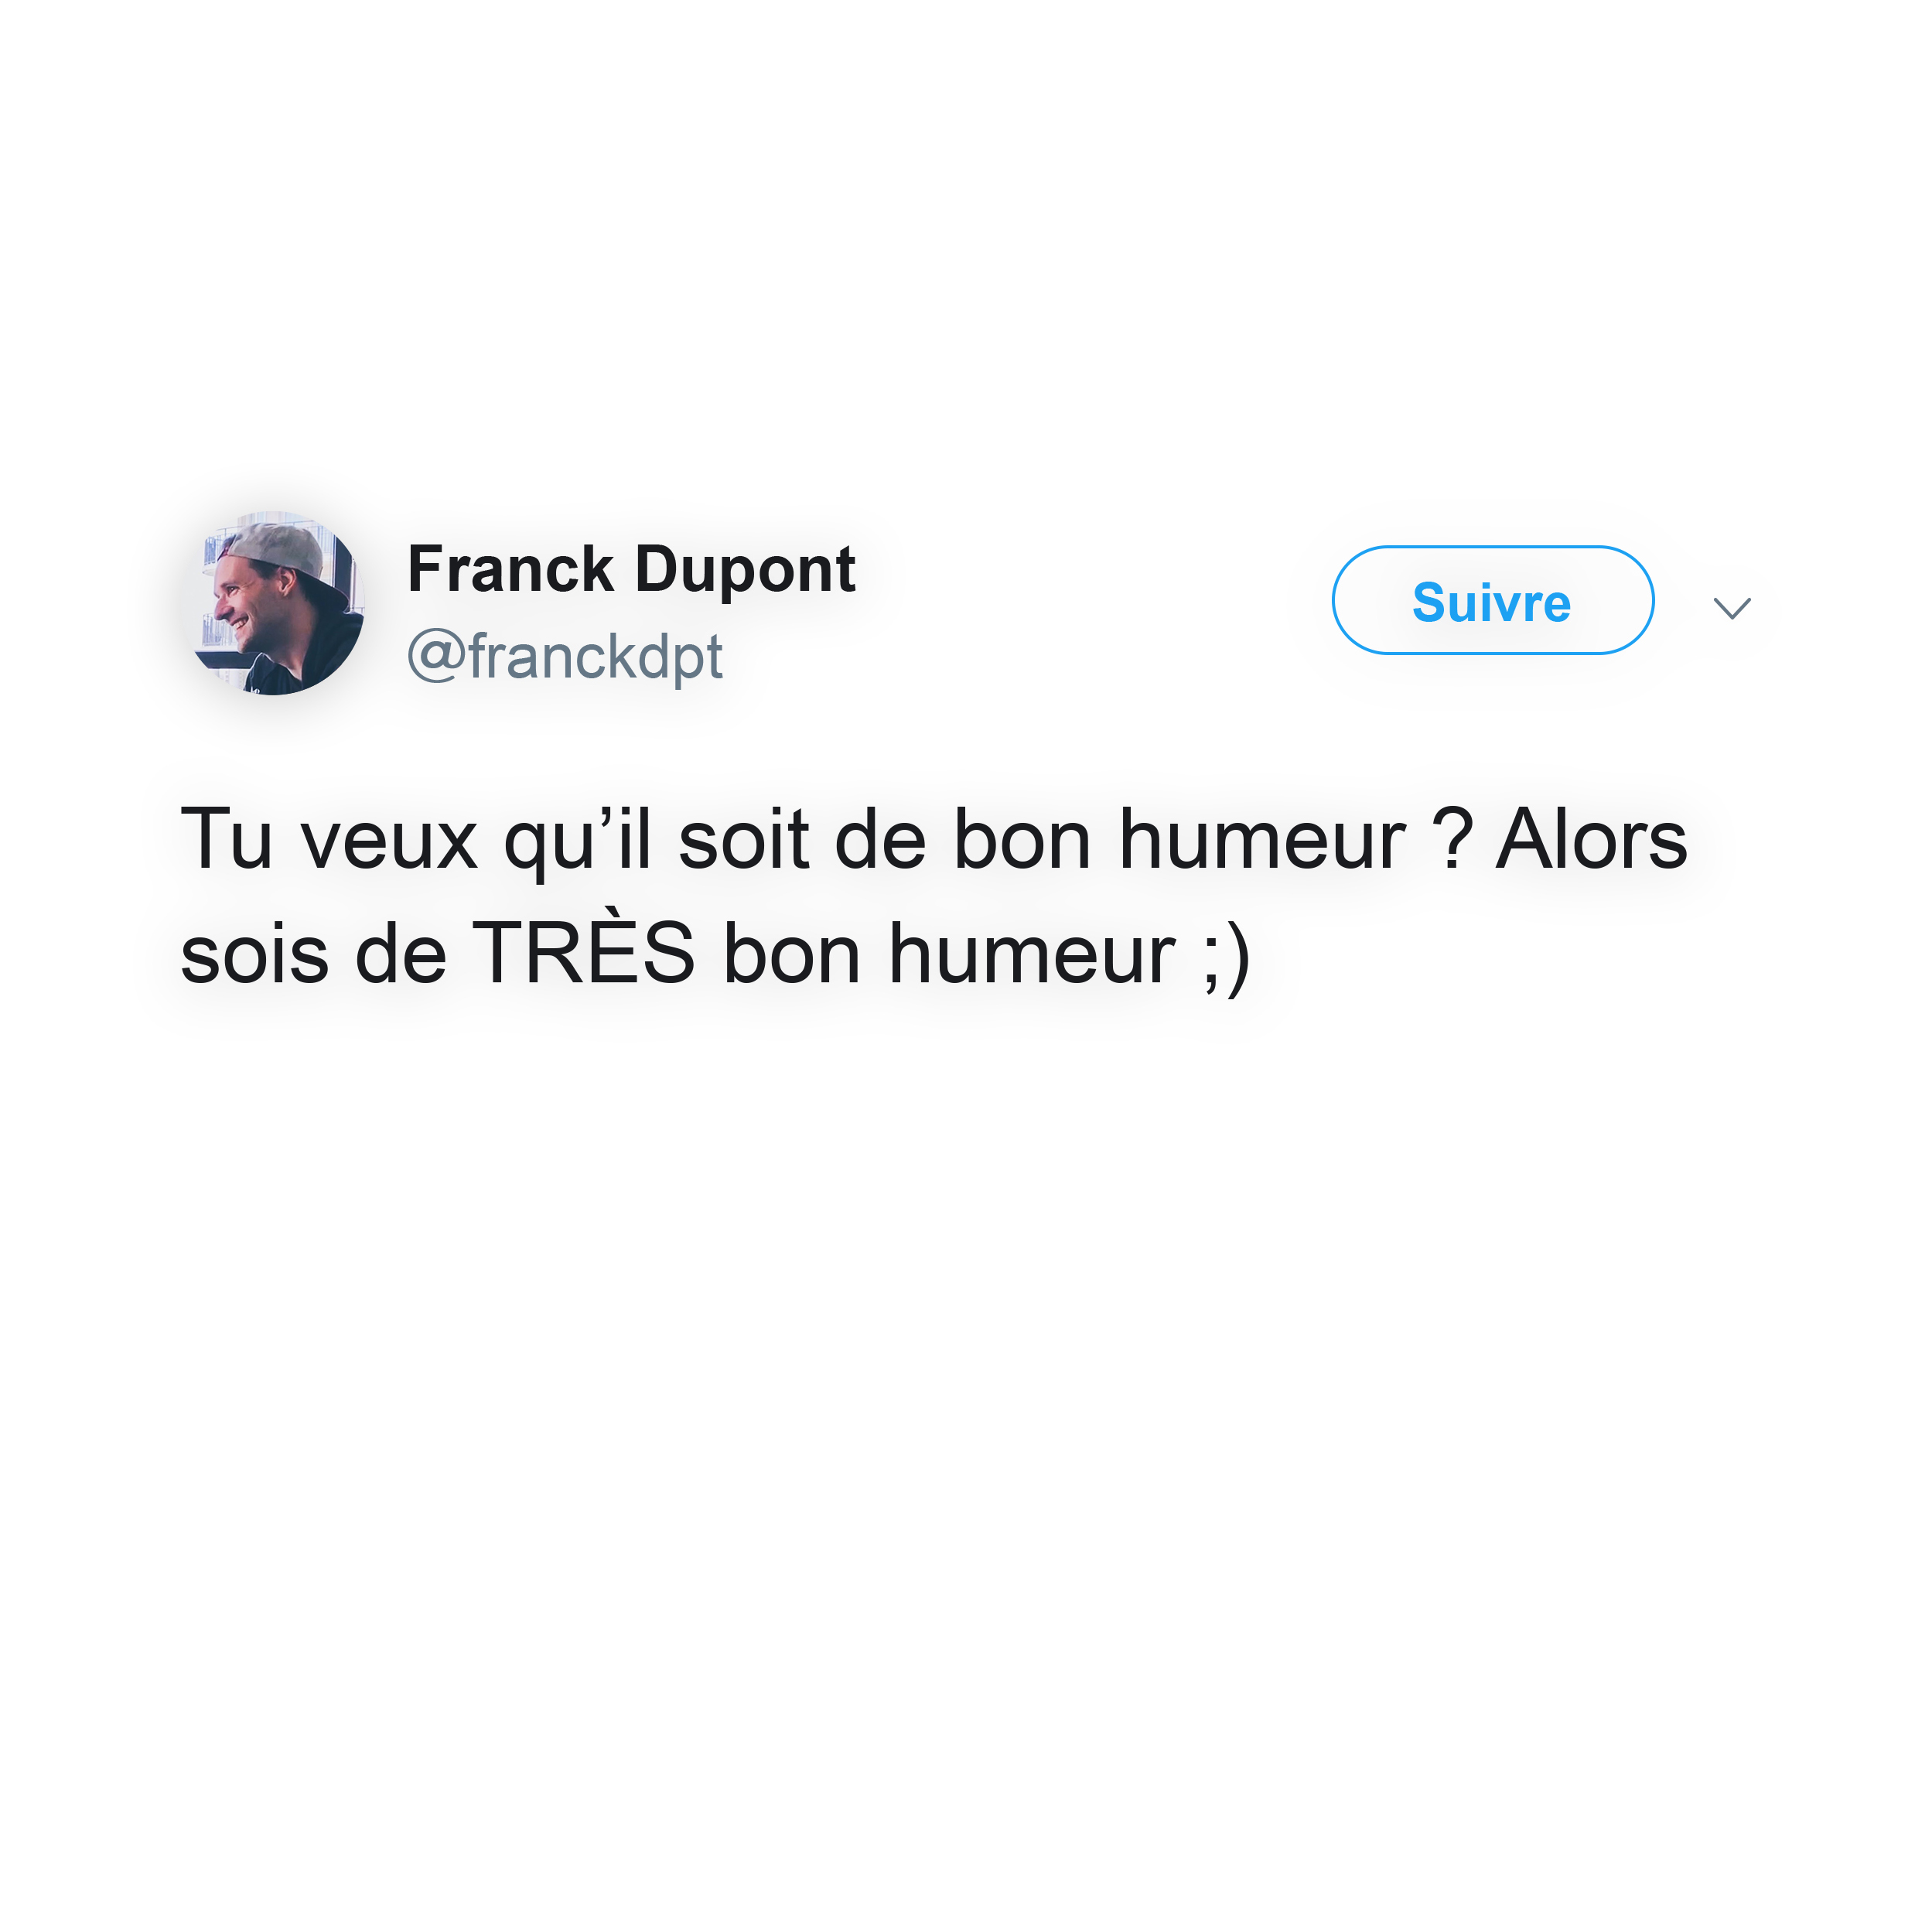 Franck Dupont
@franckdpt
Suivre
Tu veux qu’il soit de bon humeur ? Alors
sois de TRÈS bon humeur ;)